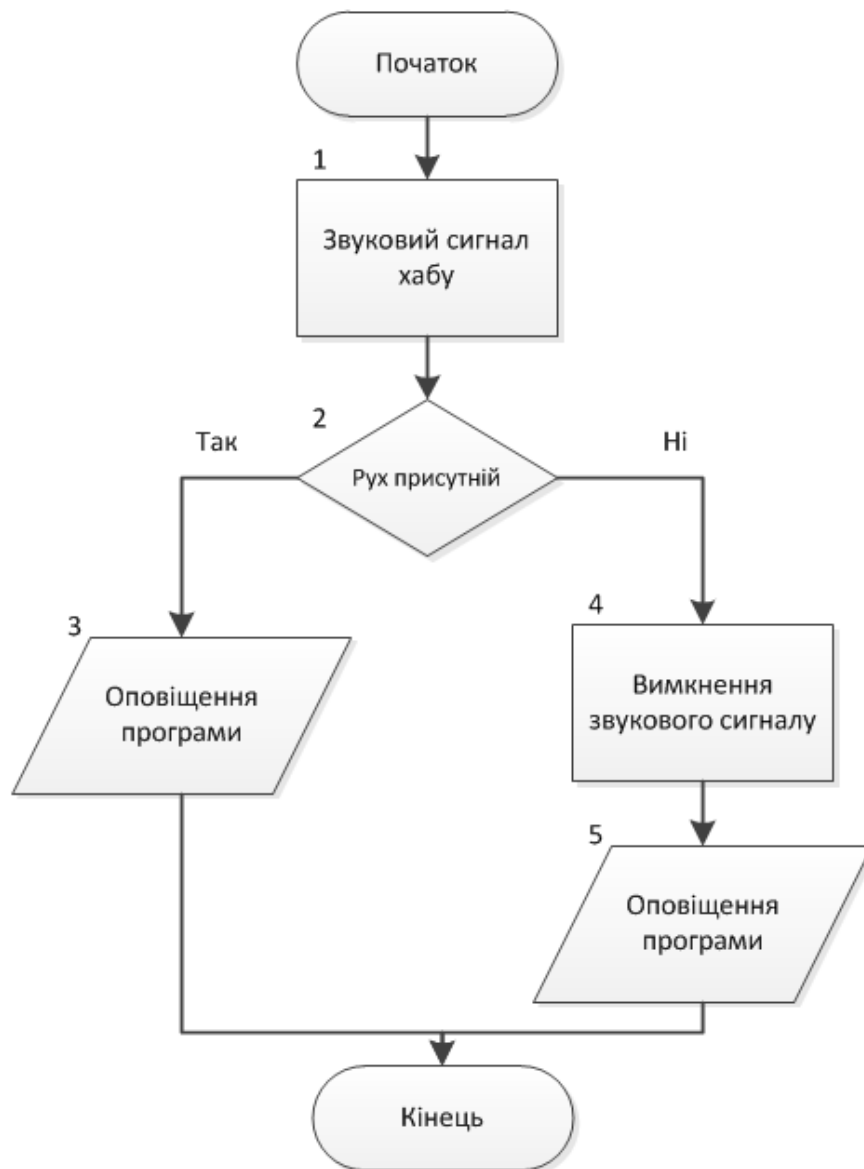 Початок
1
Звуковий сигнал
хабу
2
Так
Ні
Рух присутній
3
Оповіщення
програми
4
Вимкнення
звукового сигналу
5
Оповіщення
програми
Кінець